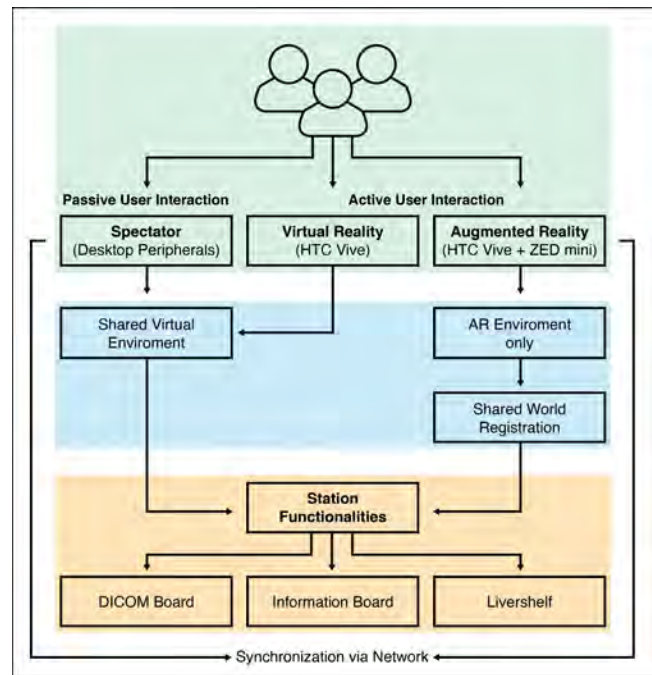 Passive User Interaction
Active User Interaction
Spectator
(Desktop Peripherals)
Virtual Reality
(HTC Vive)
Augmented Reality
(HTC Vive + ZED mini)
Shared Virtual
Enviroment
AR Enviroment
only
Shared World
Registration
Station
Functionalities
DICOM Board
Information Board
Livershelf
Synchronization via Network